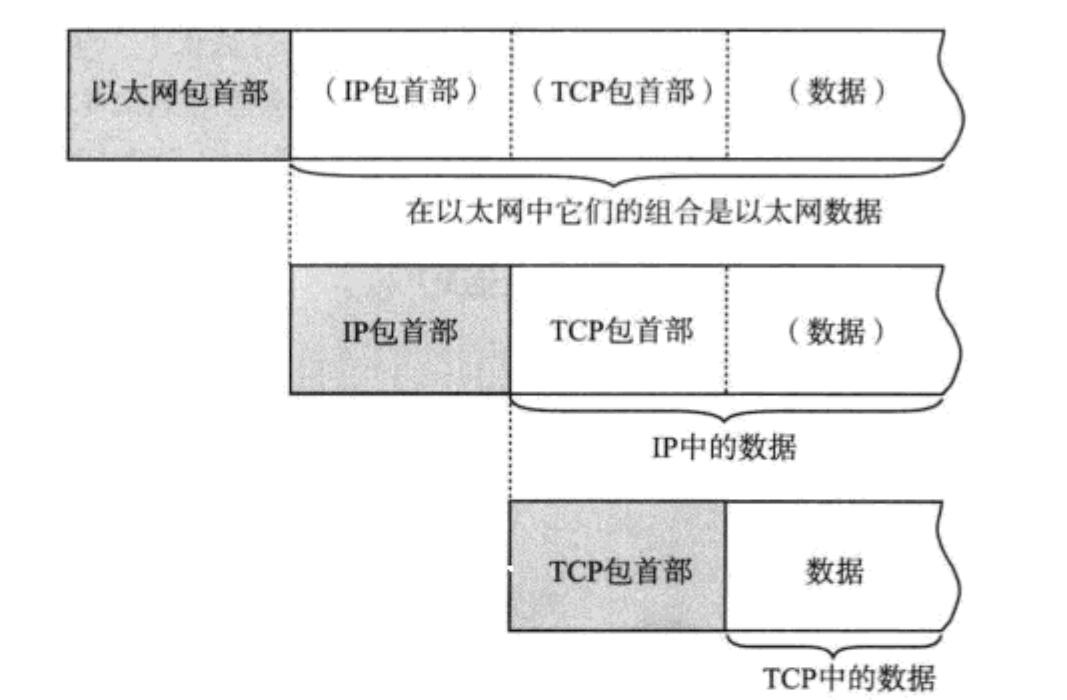 以太网包首部 （IP包首部） （TCP包首部） （数据）
在以太网中它们的组合是以太网数据
IP包首部 TCP包首部 （数据）
IP中的数据
TCP包首部 数据
TCP中的数据